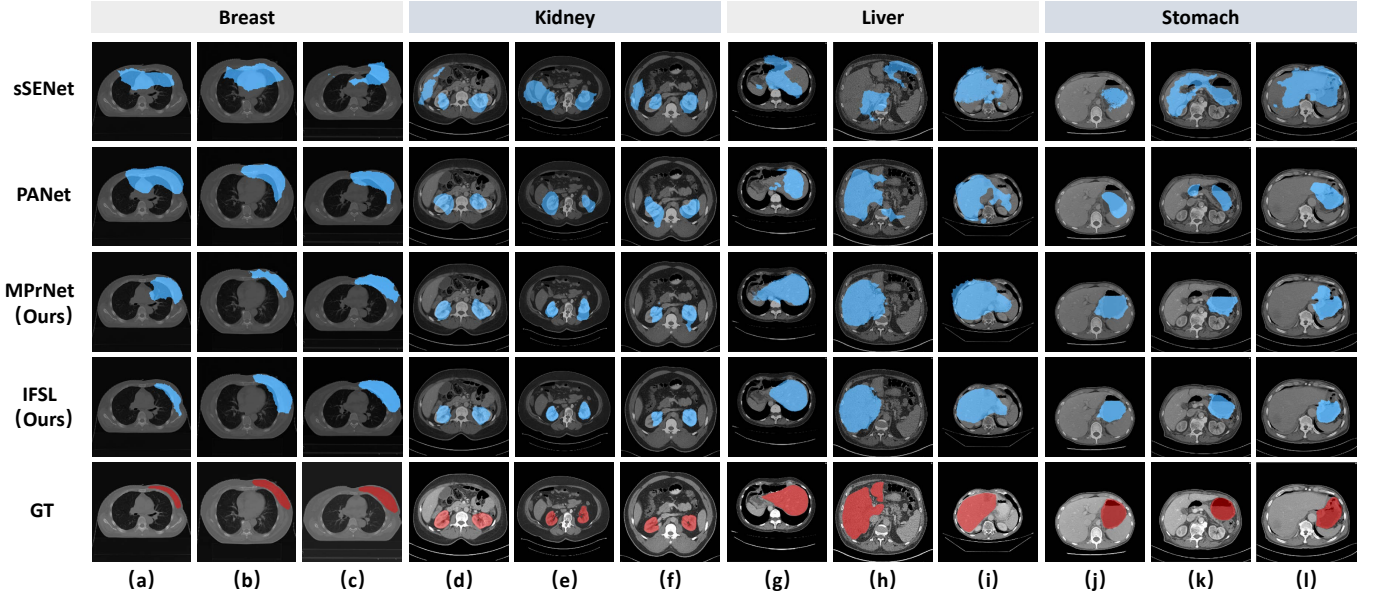 Breast Kidney Liver Stomach
sSENet
PANet
MPrNet
(Ours)
IFSL
(Ours)
GT
(a) (b) (c) (d) (e) (f) (g) (h) (i) (j) (k) (l)